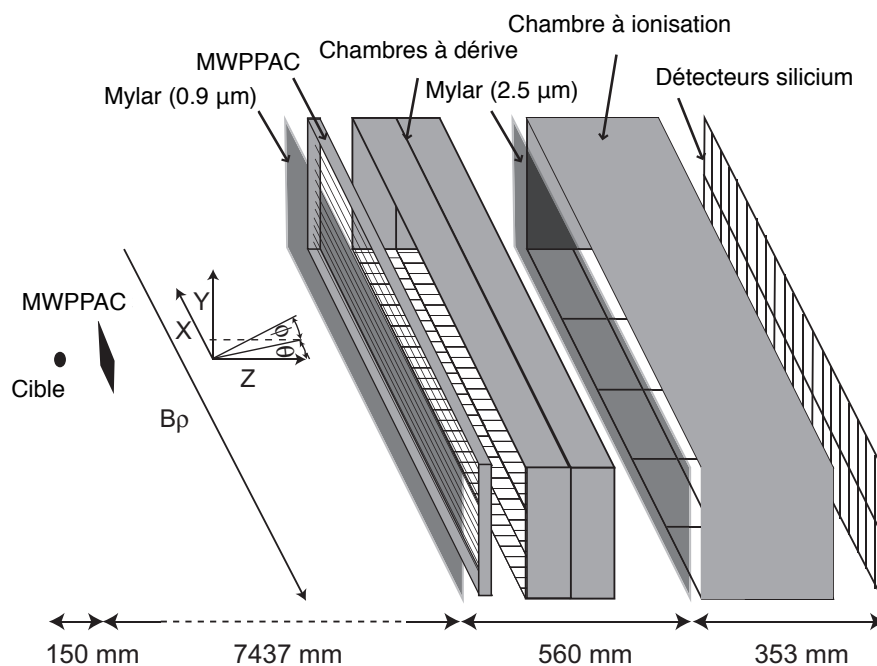 Chambre à ionisation
Chambres à dérive
MWPPAC
Détecteurs silicium
Mylar (0.9 µm)
Mylar (2.5 µm)
MWPPAC
Y
X
φ
θ
Z
Cible
Bρ
150 mm
7437 mm
560 mm
353 mm